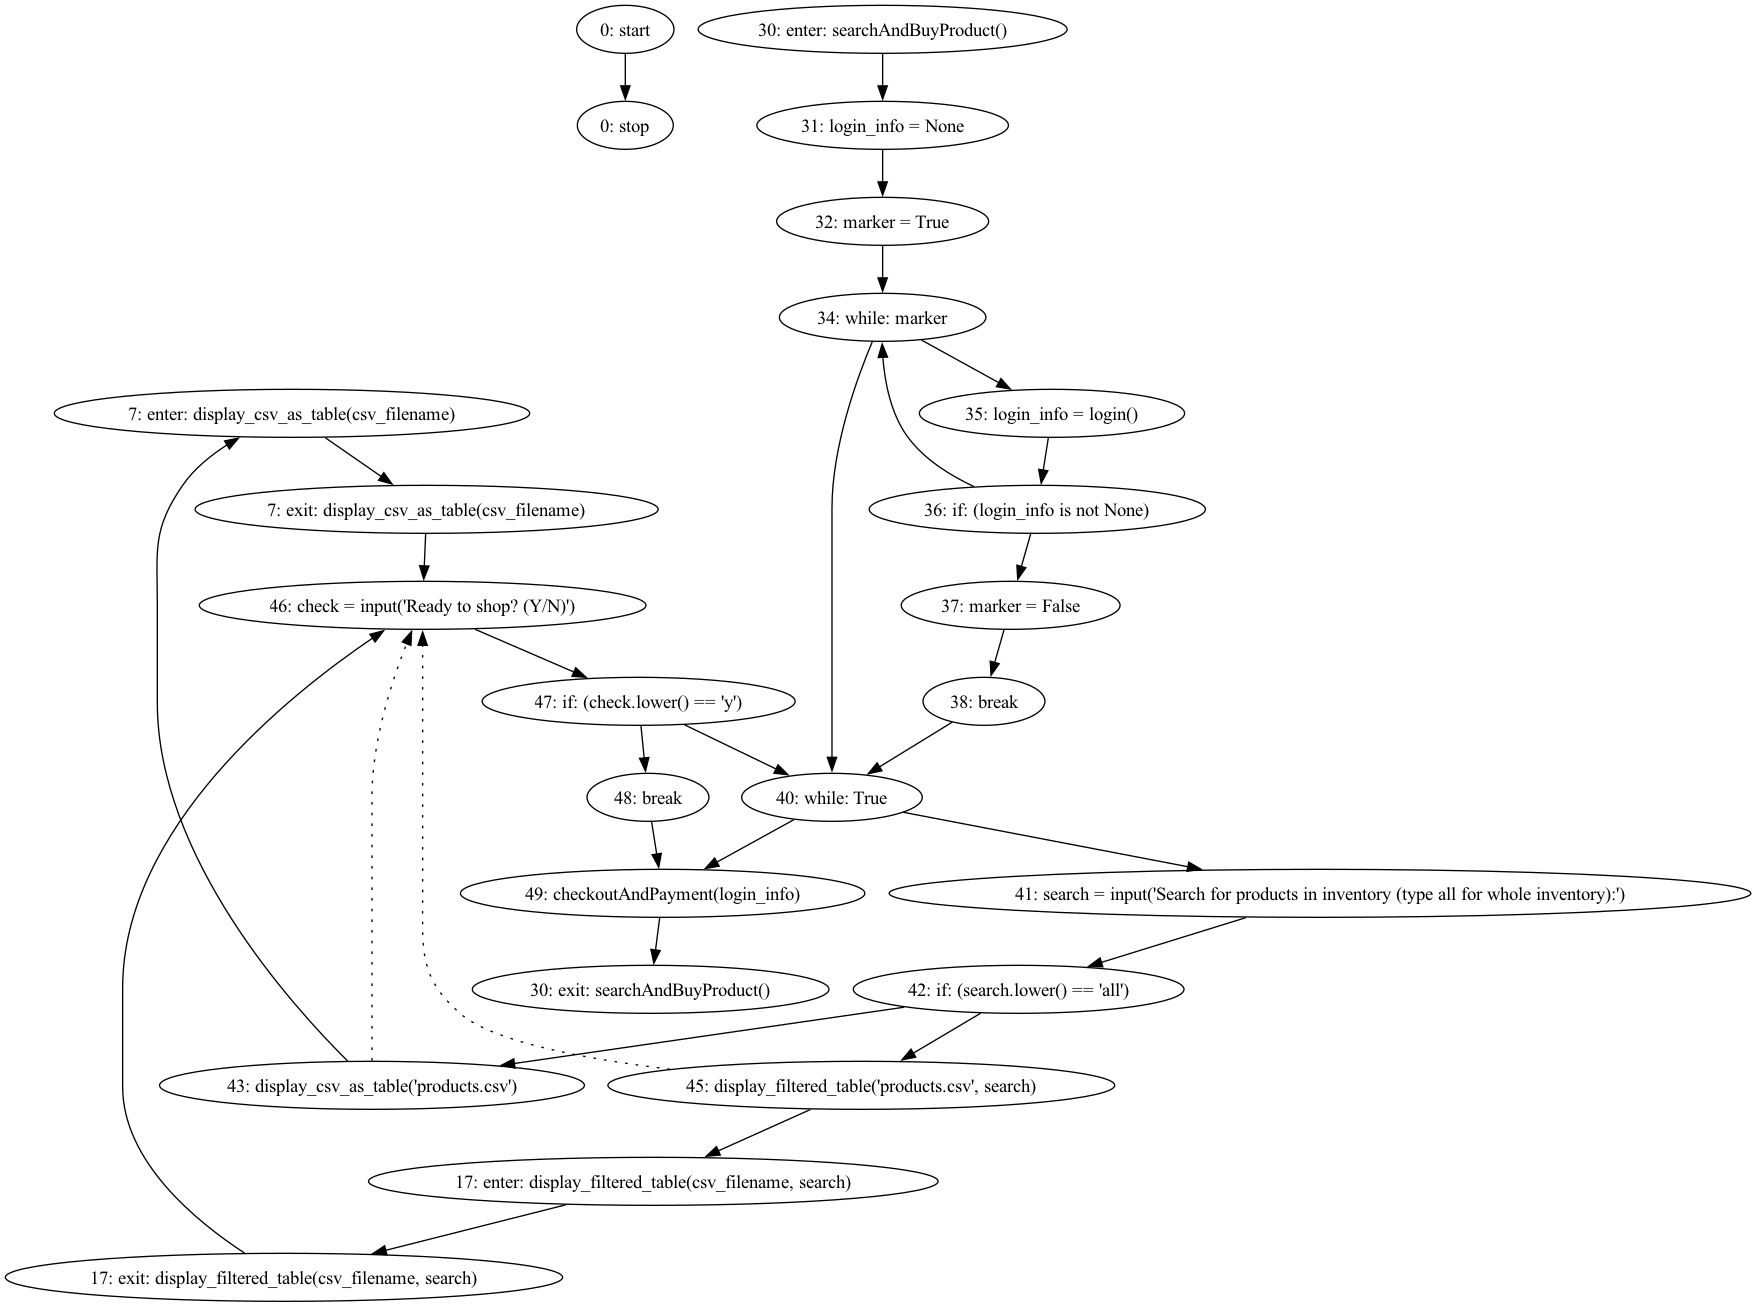 0: start
30: enter: searchAndBuyProduct()
0: stop
31: login_info = None
32: marker = True
34: while: marker
7: enter: display_csv_as_table(csv_filename)
35: login_info = login()
7: exit: display_csv_as_table(csv_filename)
36: if: (login_info is not None)
46: check = input('Ready to shop? (Y/N)')
37: marker = False
47: if: (check.lower() == 'y')
38: break
48: break
40: while: True
49: checkoutAndPayment(login_info)
41: search = input('Search for products in inventory (type all for whole inventory):')
30: exit: searchAndBuyProduct()
42: if: (search.lower() == 'all')
43: display_csv_as_table('products.csv')
45: display_filtered_table('products.csv', search)
17: enter: display_filtered_table(csv_filename, search)
17: exit: display_filtered_table(csv_filename, search)